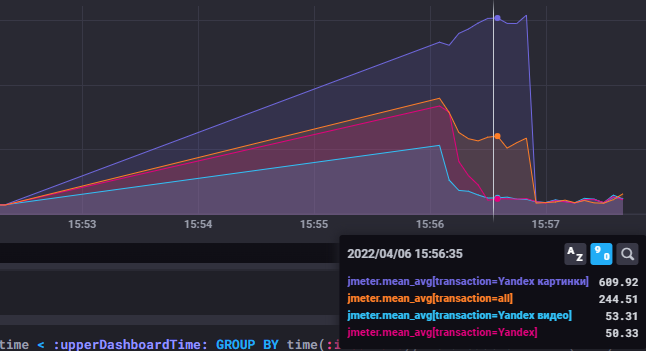 15:53 15:54 15:55 15:56 15:57
2022/04/06 15:56:35
A Z
9 0
jmeter.mean_avg[transaction=Yandex картинки] 609.92
jmeter.mean_avg[transaction=all] 244.51
jmeter.mean_avg[transaction=Yandex видео] 53.31
jmeter.mean_avg[transaction=Yandex] 50.33
time < :upperDashboardTime: GROUP BY time(:i